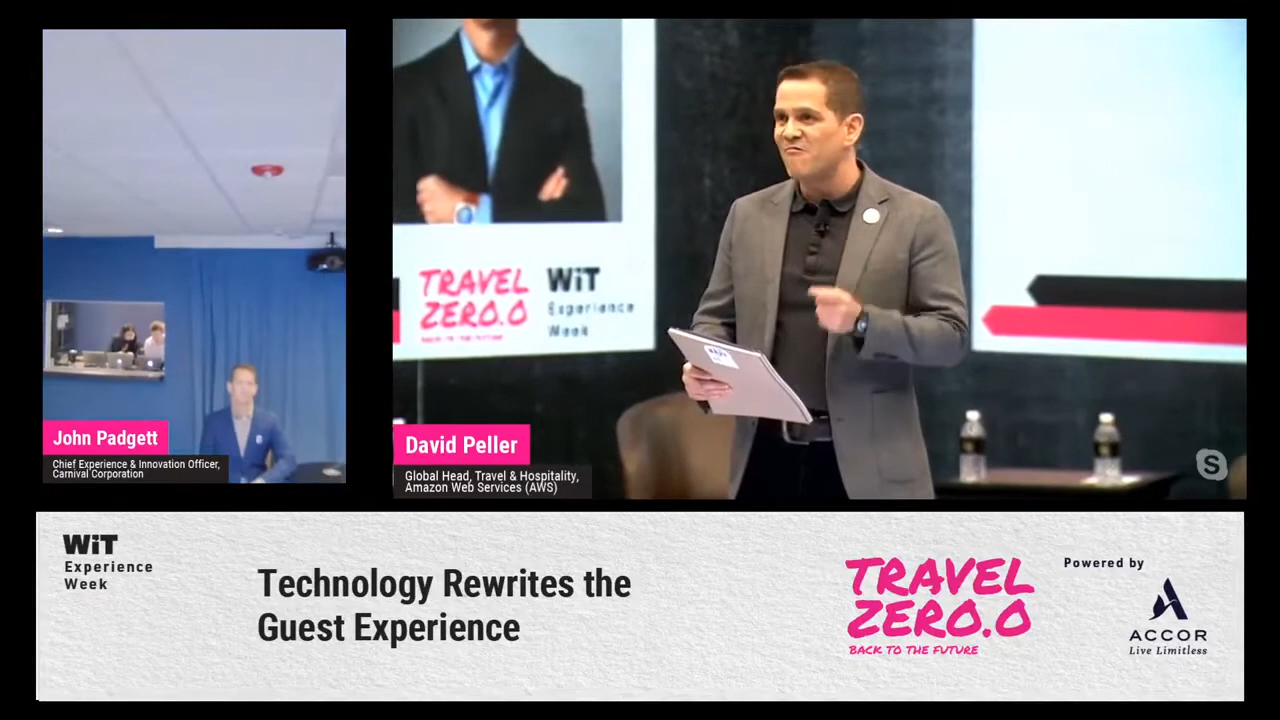 John Padgett
Chief Experience & Innovation Officer,
Carnival Corporation
TRAVEL
ZERO.0
BACK TO THE FUTURE
WiT
Experience
Week
David Peller
Global Head, Travel & Hospitality,
Amazon Web Services (AWS)
S
WiT
Experience
Week
Technology Rewrites the
Guest Experience
TRAVEL
ZERO.0
BACK TO THE FUTURE
Powered by
ACCOR
Live Limitless